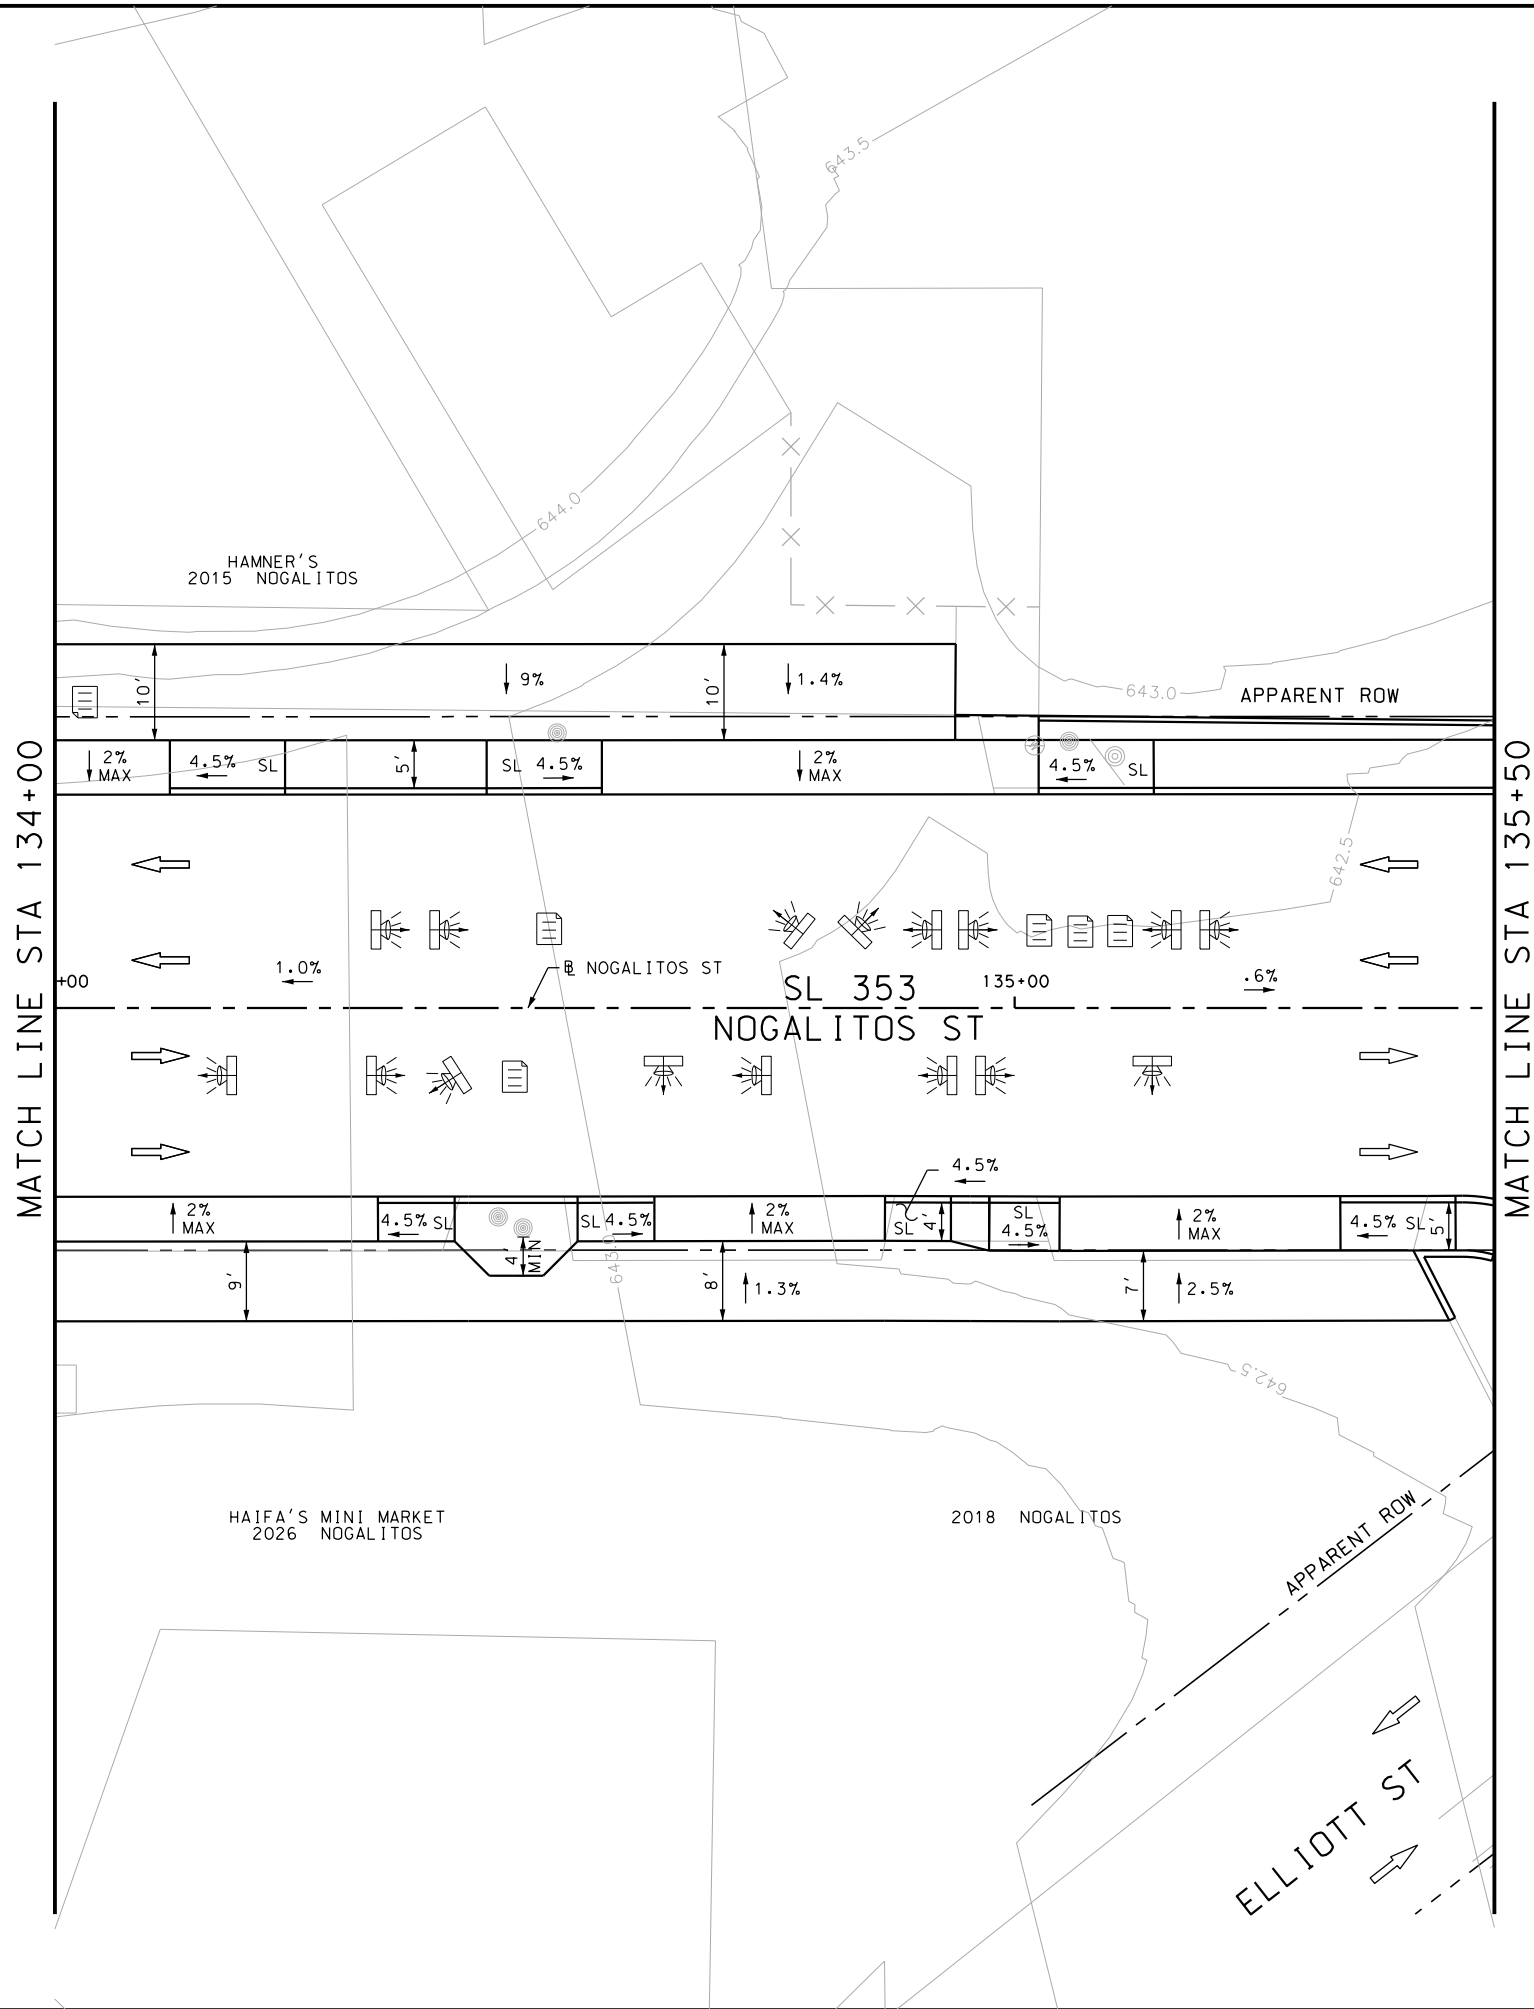 643.5
644.0
HAMNER'S
2015 NOGALITOS
10'
9%
10'
1.4%
643.0
APPARENT ROW
2%
MAX
4.5% SL
5'
SL 4.5%
2%
MAX
4.5%
SL
MATCH LINE STA 134+00
MATCH LINE STA 135+50
642.5
+00
1.0%
B NOGALITOS ST
SL 353
NOGALITOS ST
135+00
.6%
4.5%
2%
MAX
4.5% SL
4'
MIN
SL 4.5%
2%
MAX
SL
4'
SL
4.5%
2%
MAX
4.5% SL
5'
643.0
9'
8'
1.3%
7'
2.5%
642.5
HAIFA'S MINI MARKET
2026 NOGALITOS
2018 NOGALITOS
APPARENT ROW
ELLIOTT ST